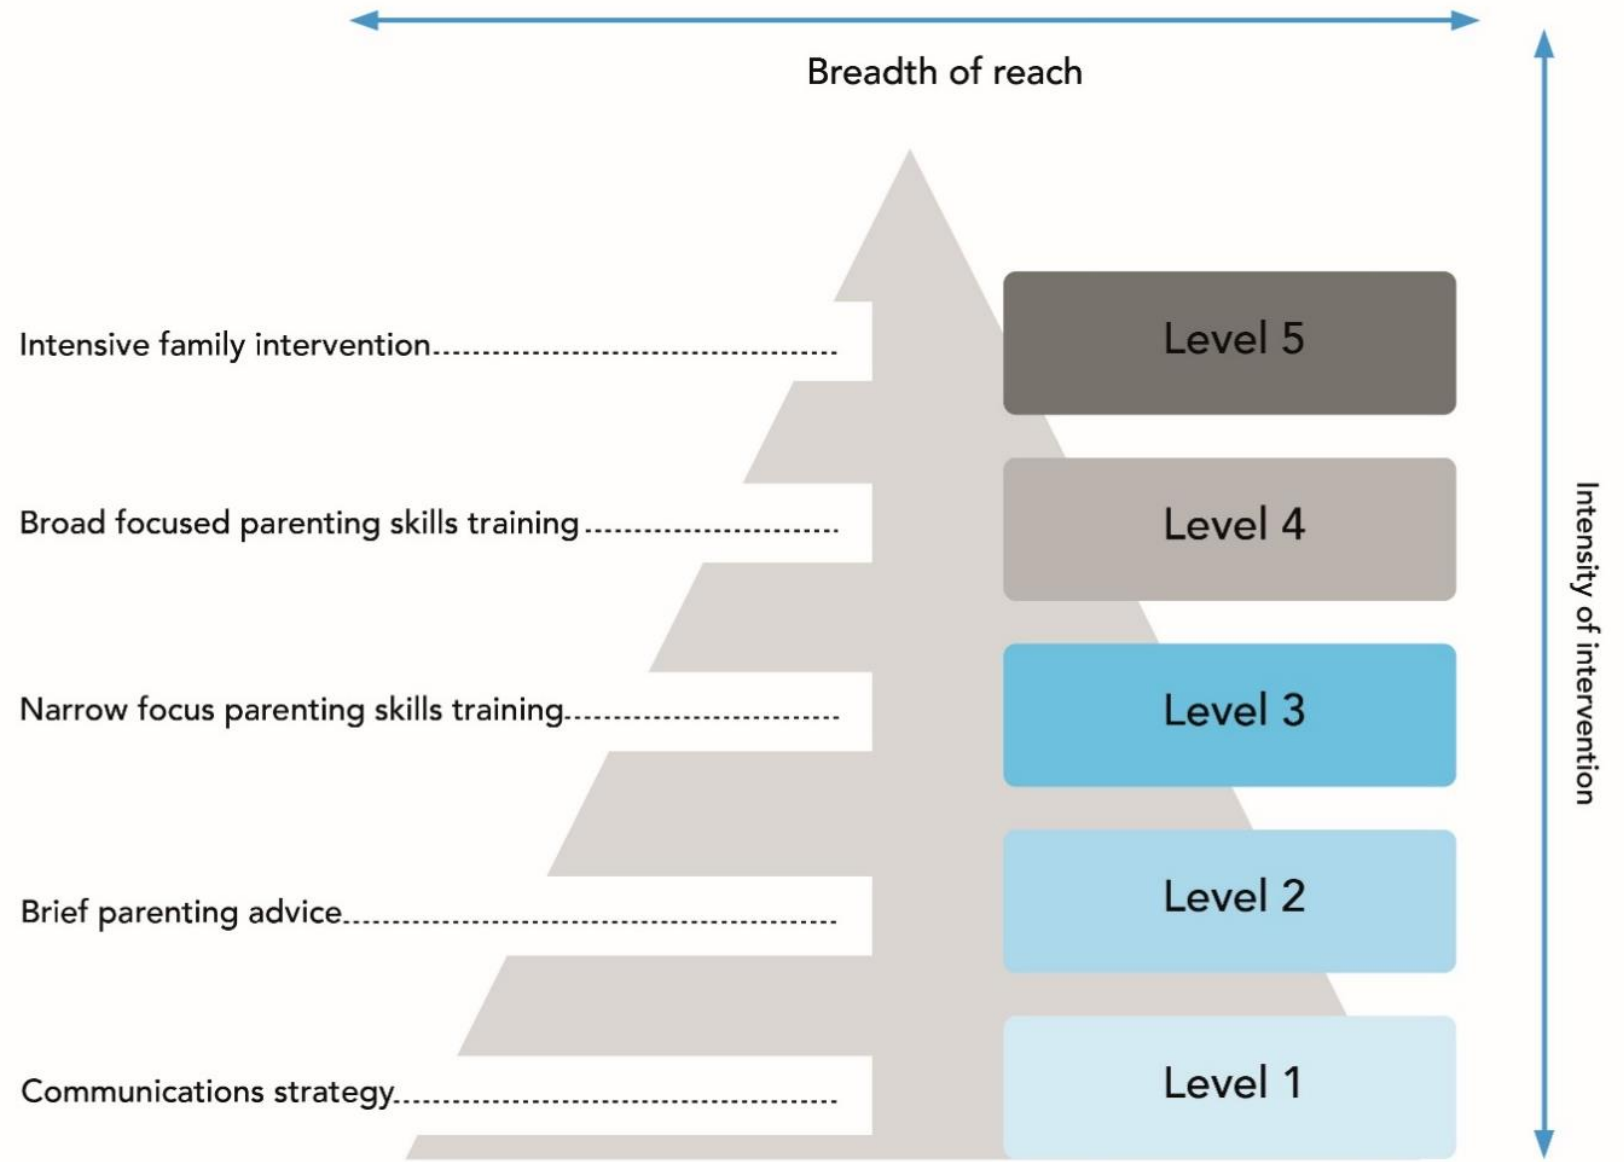 Breadth of reach
Intensive family intervention
Level 5
Broad focused parenting skills training
Level 4
Narrow focus parenting skills training
Level 3
Brief parenting advice
Level 2
Communications strategy
Level 1
Intensity of intervention